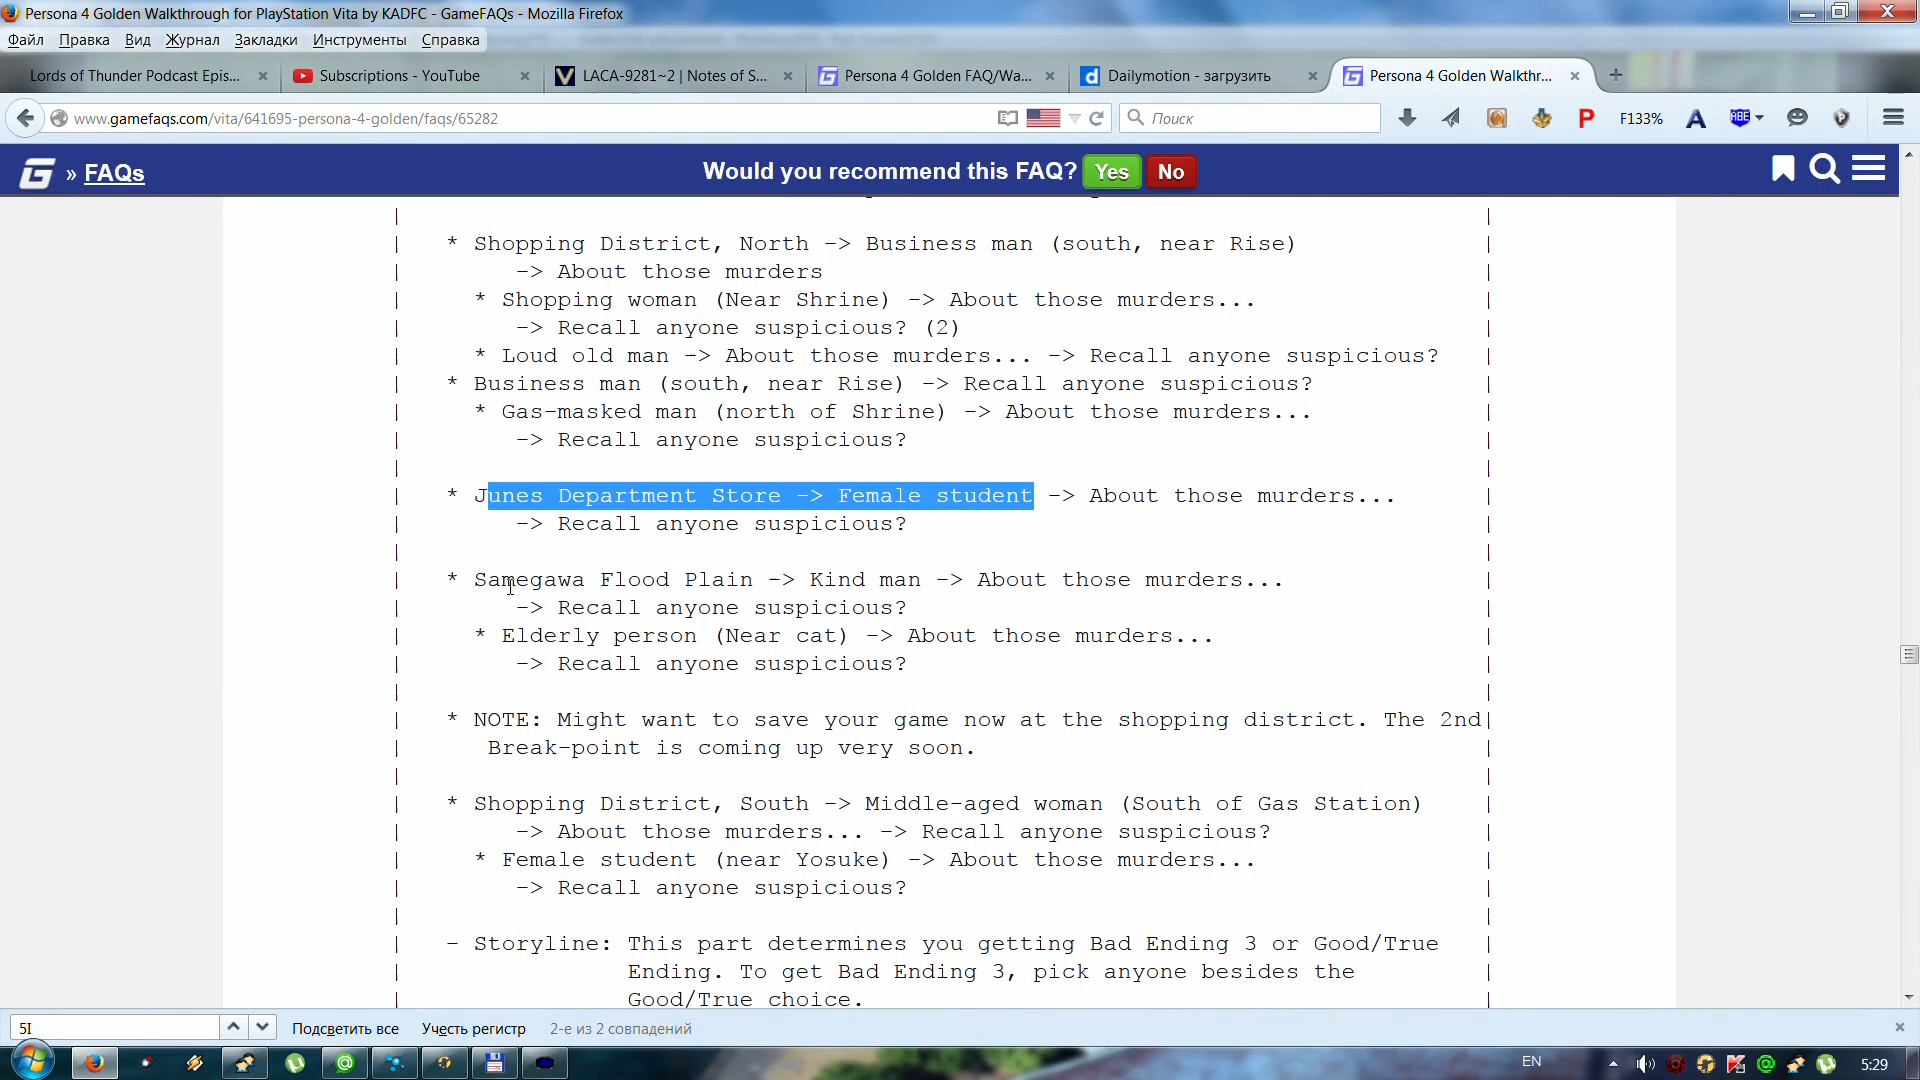 Persona 4 Golden Walkthrough for PlayStation Vita by KADFC - GameFAQs - Mozilla Firefox
Файл Правка Вид Журнал Закладки Инструменты Справка
Lords of Thunder Podcast Epis... Subscriptions - YouTube LACA-9281~2 | Notes of S... Persona 4 Golden FAQ/Wa... Dailymotion - загрузить Persona 4 Golden Walkthr...
www.gamefaqs.com/vita/641695-persona-4-golden/faqs/65282 Поиск F133% ABE
» FAQs Would you recommend this FAQ? Yes No
* Shopping District, North -> Business man (south, near Rise)
-> About those murders
* Shopping woman (Near Shrine) -> About those murders...
-> Recall anyone suspicious? (2)
* Loud old man -> About those murders... -> Recall anyone suspicious?
* Business man (south, near Rise) -> Recall anyone suspicious?
* Gas-masked man (north of Shrine) -> About those murders...
-> Recall anyone suspicious?
* Junes Department Store -> Female student -> About those murders...
-> Recall anyone suspicious?
* Samegawa Flood Plain -> Kind man -> About those murders...
-> Recall anyone suspicious?
* Elderly person (Near cat) -> About those murders...
-> Recall anyone suspicious?
* NOTE: Might want to save your game now at the shopping district. The 2nd
Break-point is coming up very soon.
* Shopping District, South -> Middle-aged woman (South of Gas Station)
-> About those murders... -> Recall anyone suspicious?
* Female student (near Yosuke) -> About those murders...
-> Recall anyone suspicious?
- Storyline: This part determines you getting Bad Ending 3 or Good/True
Ending. To get Bad Ending 3, pick anyone besides the
Good/True choice.
5I Подсветить все Учесть регистр 2-е из 2 совпадений
EN 5:29